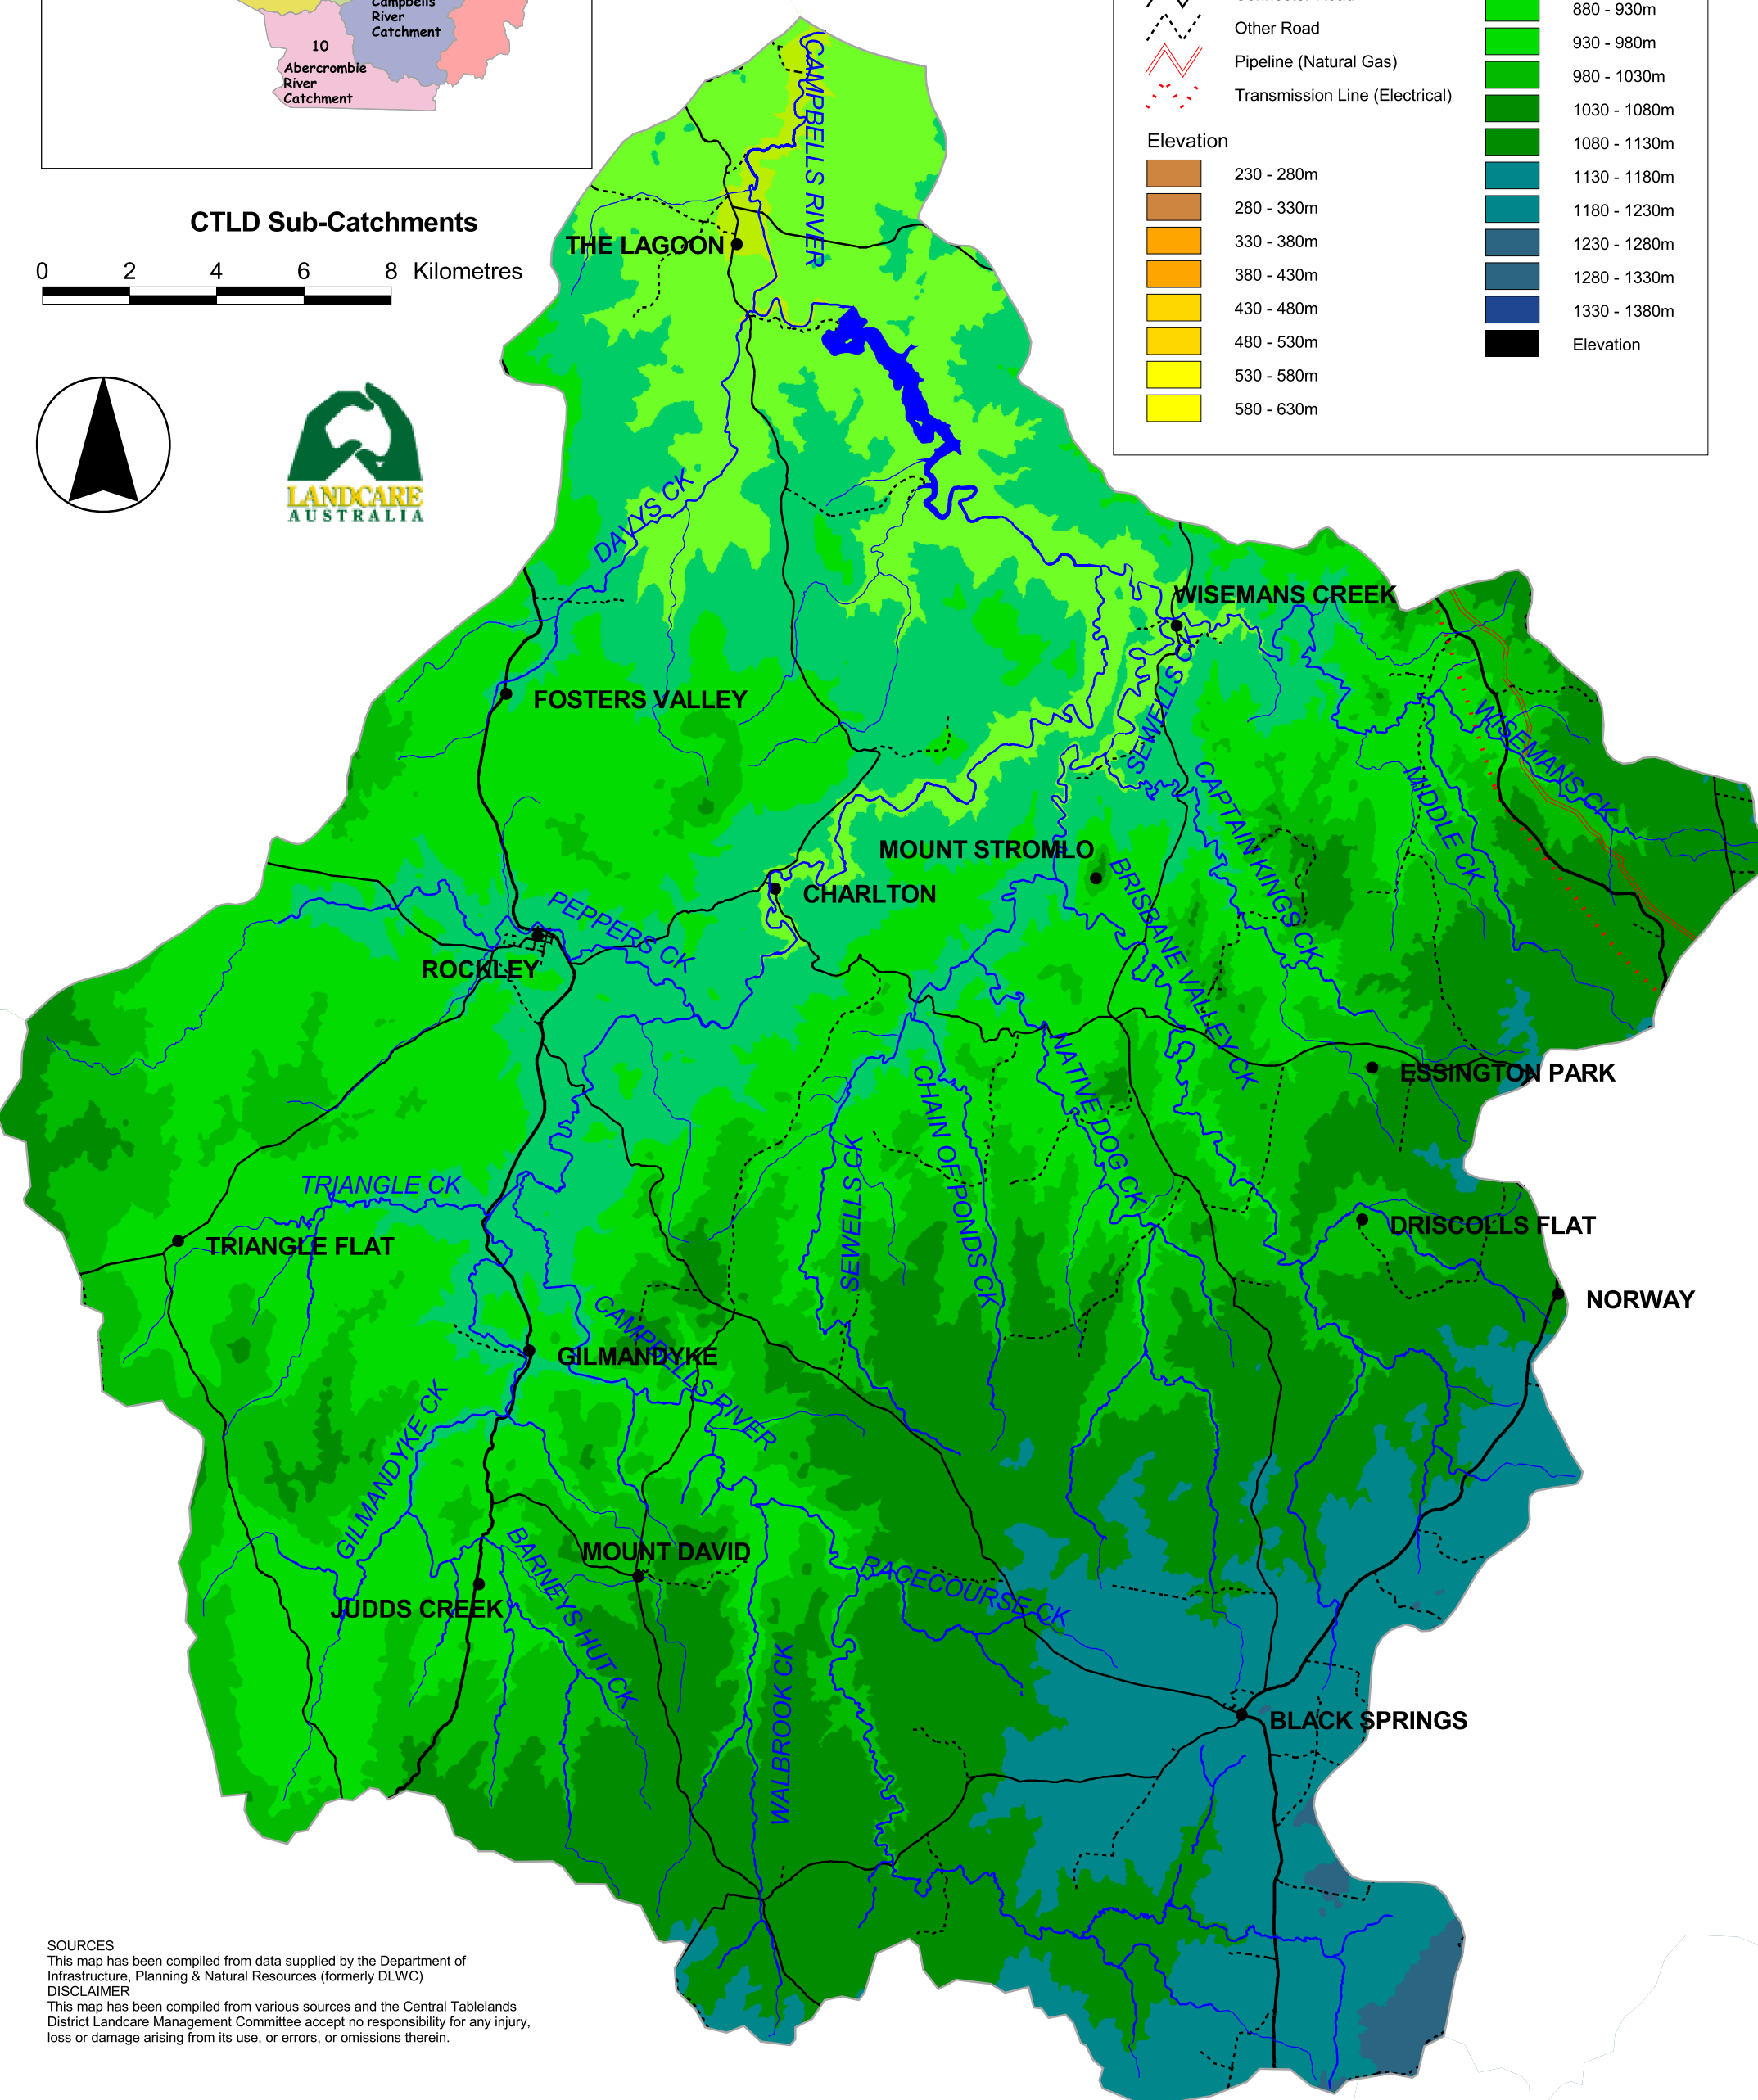 Campbells
River
Catchment
10
Abercrombie
River
Catchment
CTLD Sub-Catchments
0 2 4 6 8 Kilometres
LANDCARE
AUSTRALIA
Other Road
Pipeline (Natural Gas)
Transmission Line (Electrical)
Elevation
230 - 280m
280 - 330m
330 - 380m
380 - 430m
430 - 480m
480 - 530m
530 - 580m
580 - 630m
880 - 930m
930 - 980m
980 - 1030m
1030 - 1080m
1080 - 1130m
1130 - 1180m
1180 - 1230m
1230 - 1280m
1280 - 1330m
1330 - 1380m
Elevation
CAMPBELLS RIVER
THE LAGOON
DAVYS CK
WISEMANS CREEK
FOSTERS VALLEY
SEWELLS
WISEMANS CK
CAPTAIN KINGS CK
MIDDLE CK
MOUNT STROMLO
BRISBANE VALLEY CK
CHARLTON
PEPPERS CK
ROCKLEY
NATIVE DOG CK
ESSINGTON PARK
CHAIN OF PONDS CK
SEWELLS CK
TRIANGLE CK
TRIANGLE FLAT
DRISCOLLS FLAT
NORWAY
CAMPBELLS RIVER
GILMANDYKE
GILMANDYKE CK
MOUNT DAVID
BARNEYS HUT CK
RACECOURSE CK
JUDDS CREEK
WALBROOK CK
BLACK SPRINGS
SOURCES
This map has been compiled from data supplied by the Department of
Infrastructure, Planning & Natural Resources (formerly DLWC)
DISCLAIMER
This map has been compiled from various sources and the Central Tablelands
District Landcare Management Committee accept no responsibility for any injury,
loss or damage arising from its use, or errors, or omissions therein.